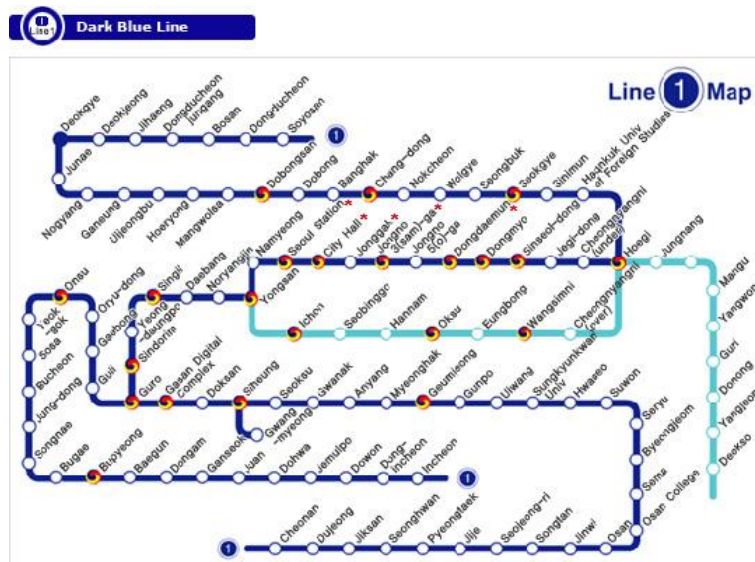 1
Line 1
Dark Blue Line
Line 1 Map
Deokgye
Deokjeong
Jihaeng
Dongducheon
Jungang
Bosan
Dongducheon
Soyosan
1
Junae
Nogyang
Ganeung
Uijeongbu
Hoeryong
Mangwolsa
Dobongsan
Dobong
Banghak
Chang-dong
Nokcheon
Wolgye
Seongbuk
Seokgye
Sinimun
Hankuk Univ
of Foreign Studies
Namyeong
Seoul Station
*
City Hall
*
Jonggak
*
Jongno
3(sam)-ga
*
Jongno
5(o)-ga
Dongdaemun
*
Dongmyo
Sinseol-dong
Jegi-dong
Cheongnyangni
(under)
Hoegi
Jungnang
Mangu
Yangwon
Guri
Donong
Yangjeong
Deokso
Onsu
Oryu-dong
Gaebong
Guil
Singil
Daebang
Noryangjin
Yongsan
Yeong
-deungpo
Sindorim
Ichon
Seobinggo
Hannam
Oksu
Eungbong
Wangsimni
Cheongnyangni
(over)
Yeok
-gok
Sosa
Bucheon
Jung-dong
Songnae
Guro
Gasan Digital
Complex
Doksan
Siheung
Seoksu
Gwanak
Anyang
Myeonghak
Geumjeong
Gunpo
Uiwang
Sungkyunkwan
Univ
Hwaseo
Suwon
Gwang
-myeong
Seryu
Byeongjeom
Sema
Osan College
Bugae
Bupyeong
Baegun
Dongam
Ganseok
Juan
Dohwa
Jemulpo
Dowon
Dong-
incheon
Incheon
1
1
Cheonan
Dujeong
Jiksan
Seonghwan
Pyeongtaek
Jije
Seojeong-ri
Songtan
Jinwi
Osan